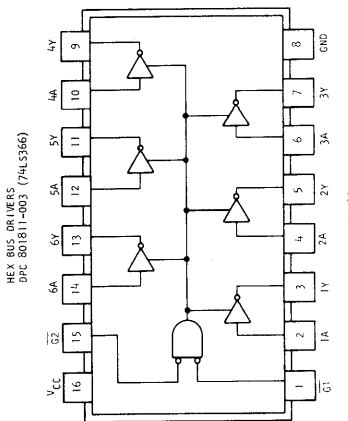 HEX BUS DRIVERS
DPC 801811-003 (74LS366)
VCC G2 6A 6Y 5A 5Y 4A 4Y
16 15 14 13 12 11 10 9
1 2 3 4 5 6 7 8
G1 1A 1Y 2A 2Y 3A 3Y GND